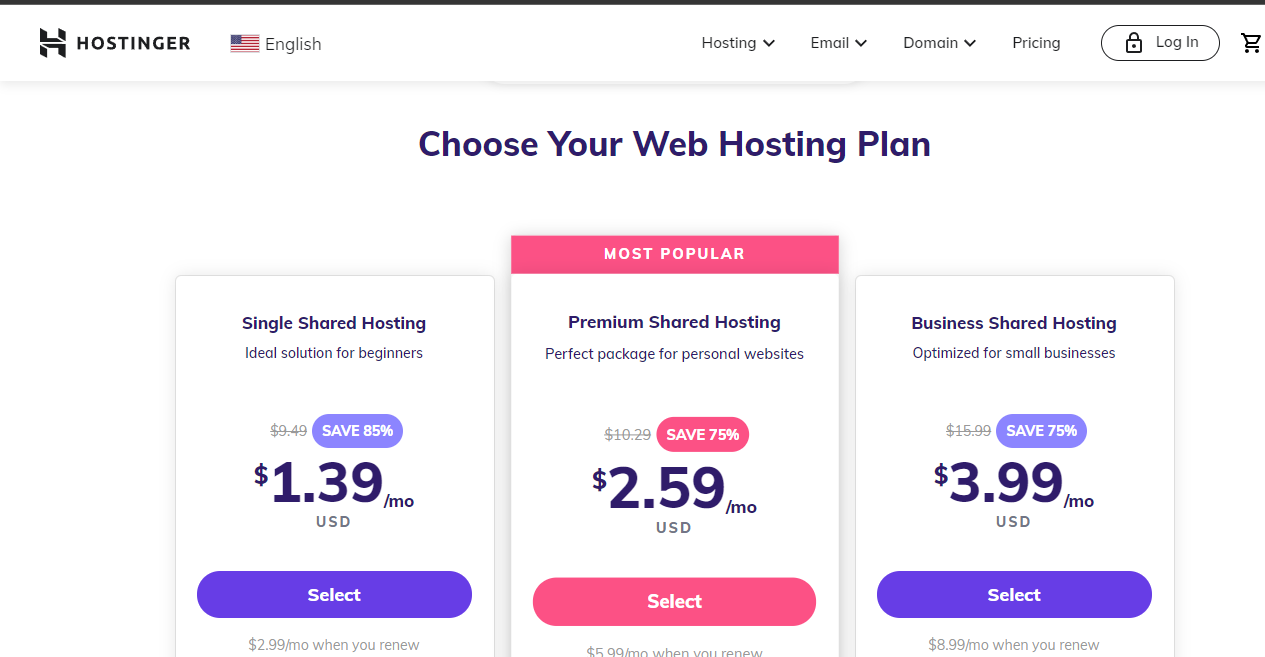 HOSTINGER English Hosting Email Domain Pricing Log In
Choose Your Web Hosting Plan
Single Shared Hosting
Ideal solution for beginners
$9.49 SAVE 85%
$1.39/mo
USD
Select
$2.99/mo when you renew
MOST POPULAR
Premium Shared Hosting
Perfect package for personal websites
$10.29 SAVE 75%
$2.59/mo
USD
Select
$5.99/mo when you renew
Business Shared Hosting
Optimized for small businesses
$15.99 SAVE 75%
$3.99/mo
USD
Select
$8.99/mo when you renew